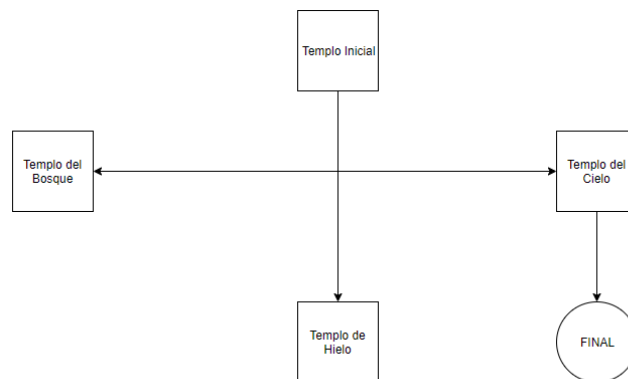 Templo Inicial
Templo del
Bosque
Templo del
Cielo
Templo de
Hielo
FINAL